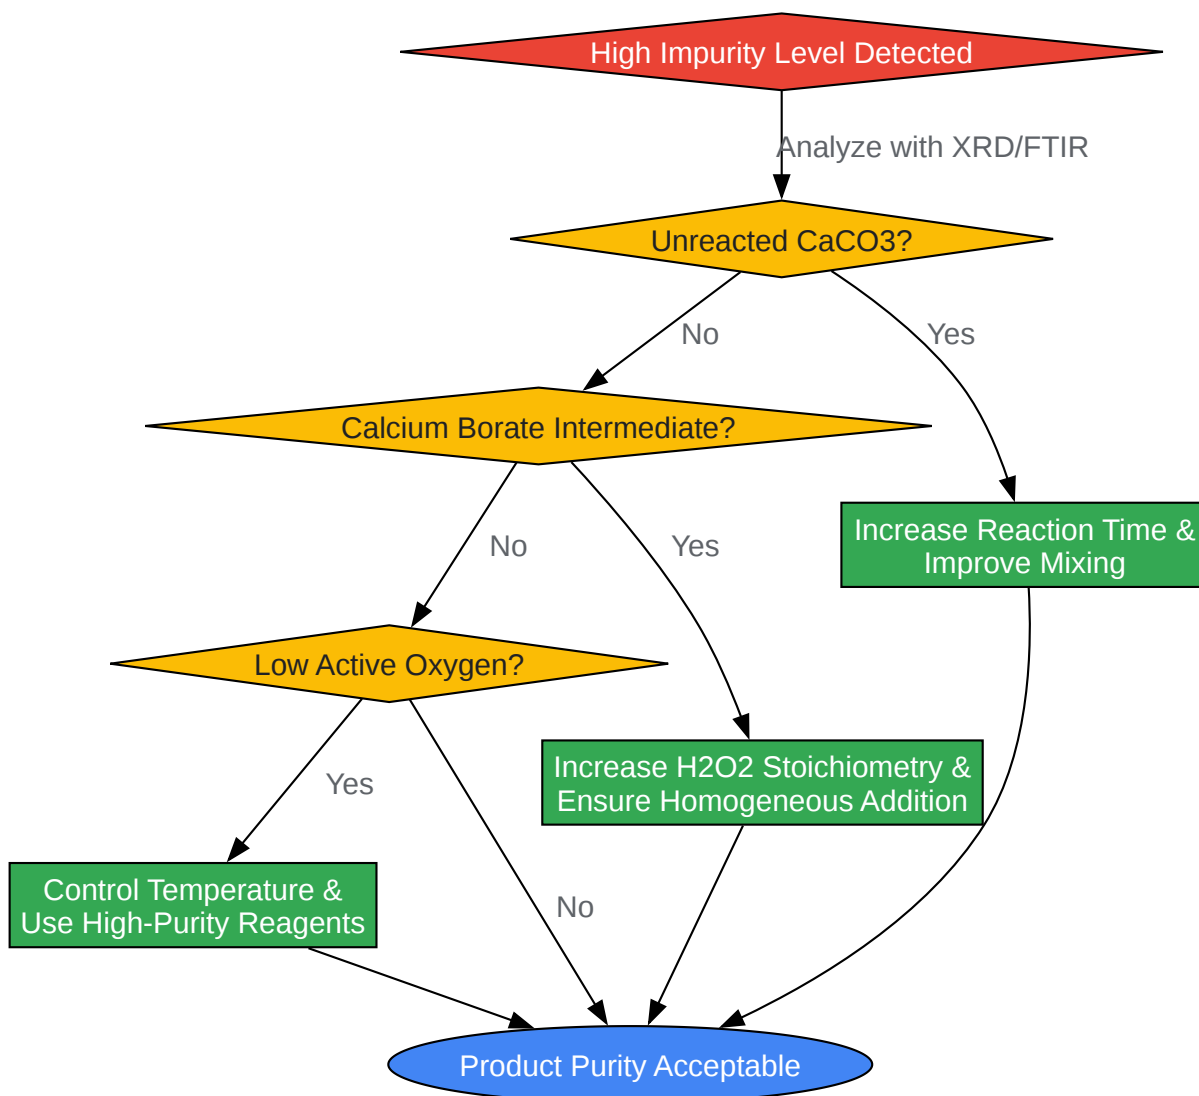 High Impurity Level Detected
Analyze with XRD/FTIR
Unreacted CaCO3?
No
Yes
Calcium Borate Intermediate?
Increase Reaction Time &
Improve Mixing
No
Yes
Low Active Oxygen?
Increase H2O2 Stoichiometry &
Ensure Homogeneous Addition
Yes
Control Temperature &
Use High-Purity Reagents
No
Product Purity Acceptable